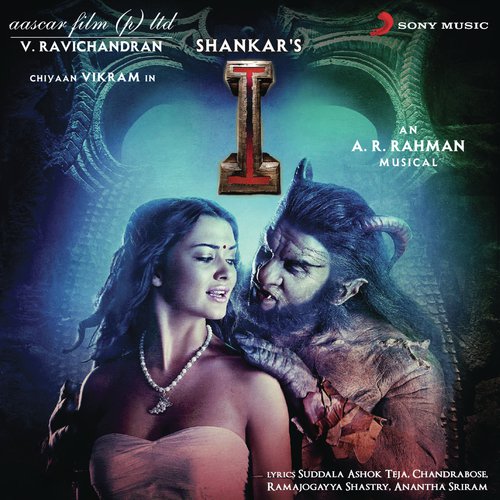 aascar film (p) ltd
V. RAVICHANDRAN
CHIYAAN VIKRAM IN
SHANKAR'S
I
SONY MUSIC
AN
A. R. RAHMAN
MUSICAL
LYRICS SUDDALA ASHOK TEJA, CHANDRABOSE,
RAMAJOGAYYA SHASTRY, ANANTHA SRIRAM